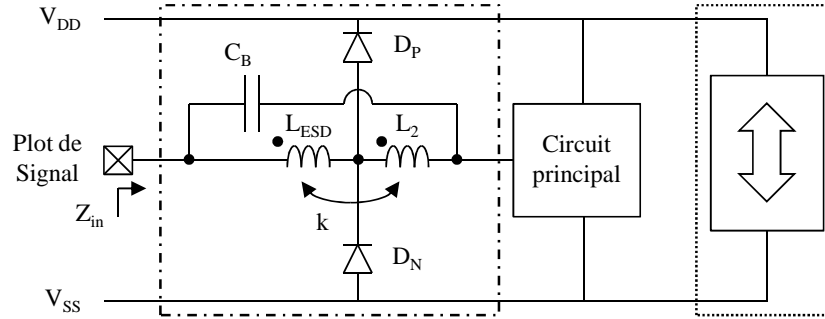 V_DD
D_P
C_B
L_ESD
L_2
Plot de
Signal
Circuit
principal
Z_in
k
D_N
V_SS